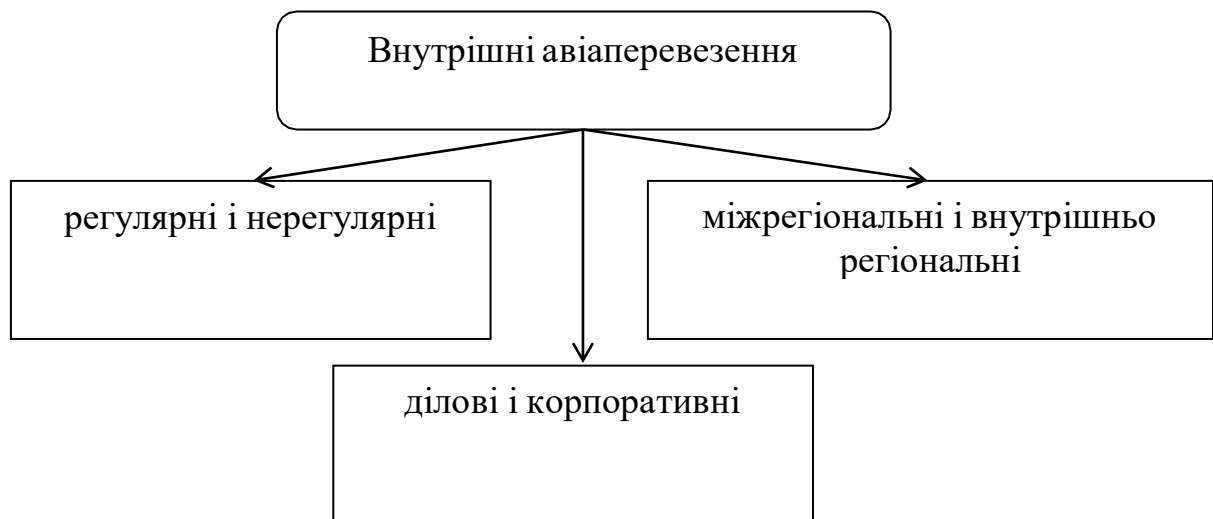 Внутрішні авіаперевезення
регулярні і нерегулярні
міжрегіональні і внутрішньо
регіональні
ділові і корпоративні